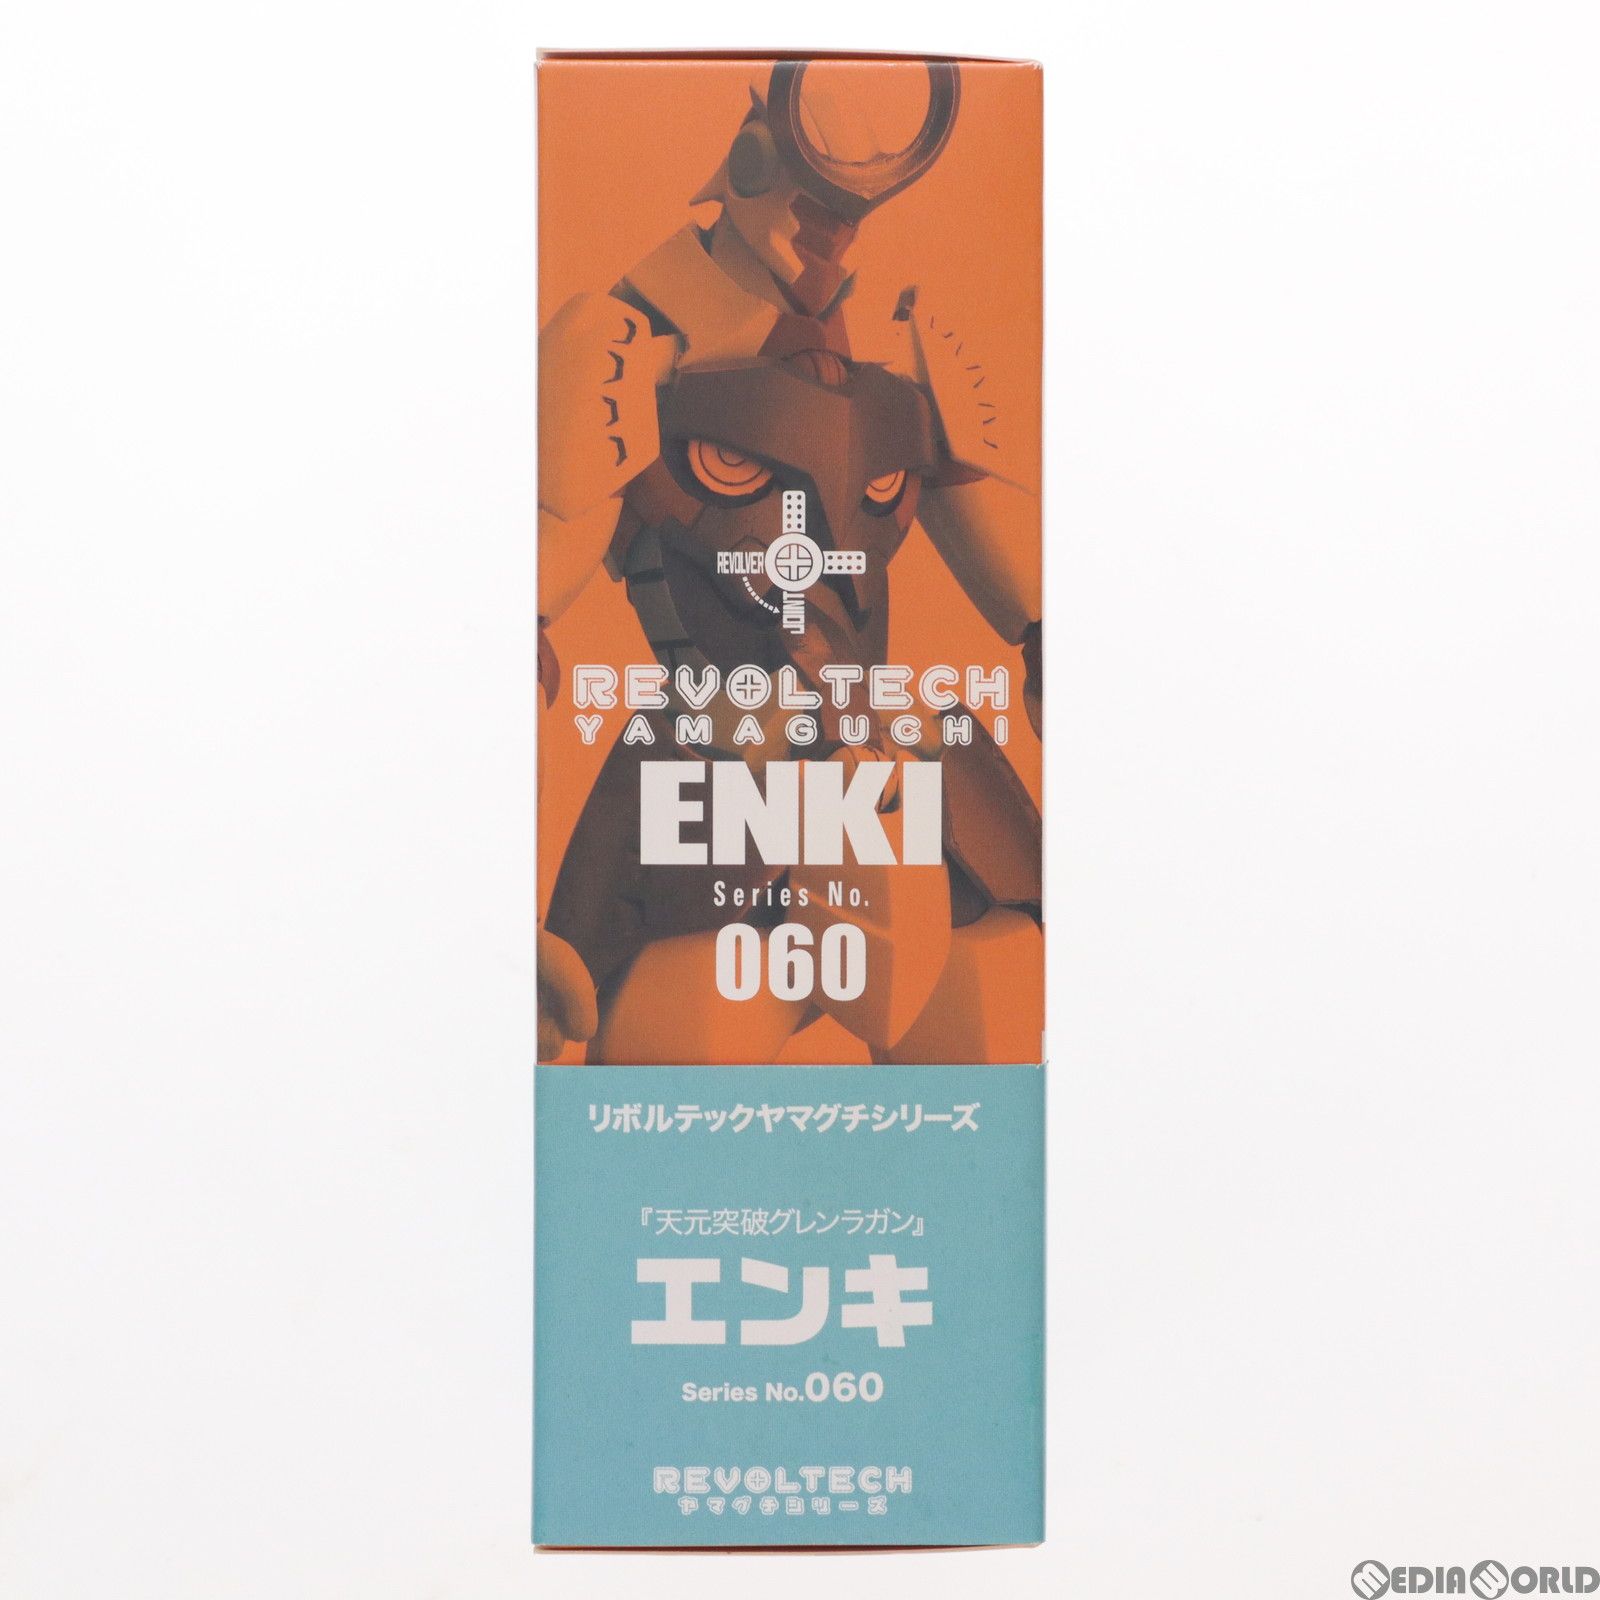 REVOLVER
JOINT
REVOLTECH
YAMAGUCHI
ENKI
Series No.
060
リボルテックヤマグチシリーズ
『天元突破グレンラガン』
エンキ
Series No.060
REVOLTECH
ヤマグチシリーズ
MEDIAWORLD